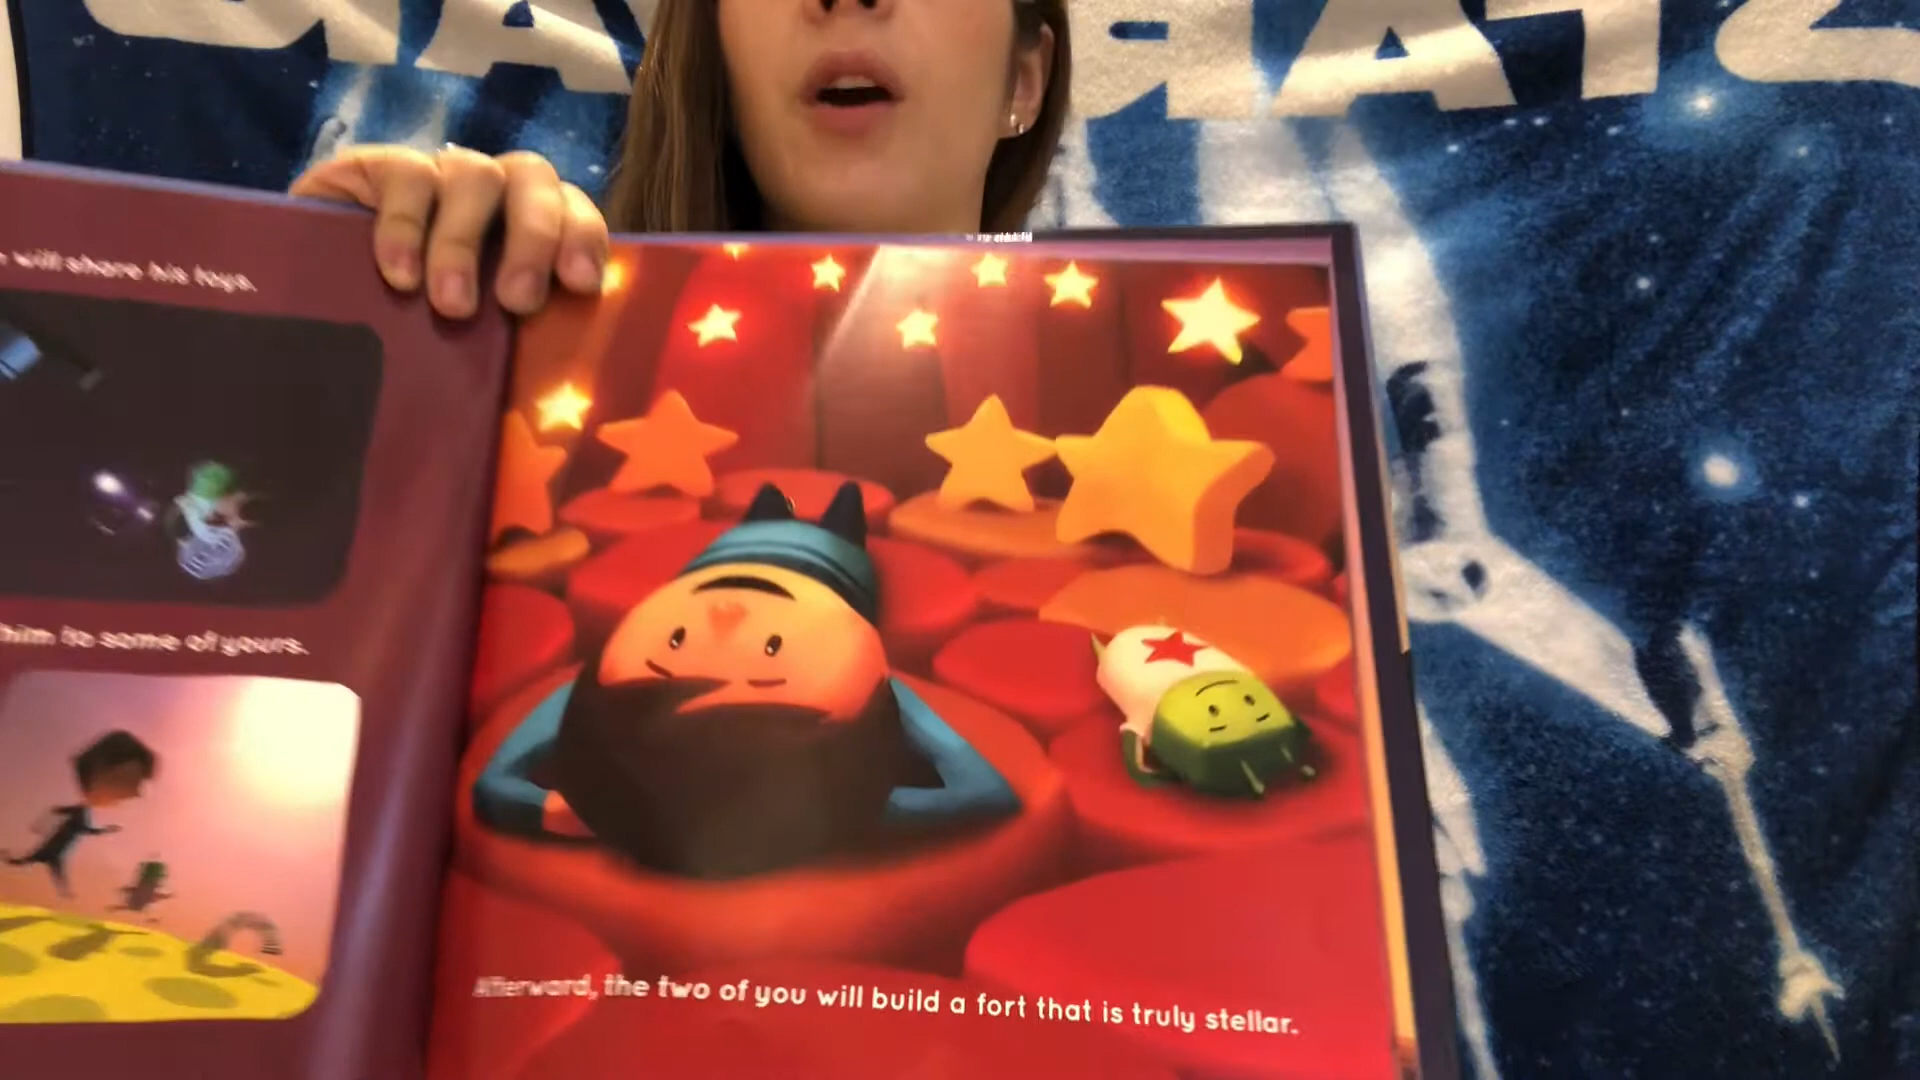 will share his toys.
him to some of yours.
Afterward, the two of you will build a fort that is truly stellar.